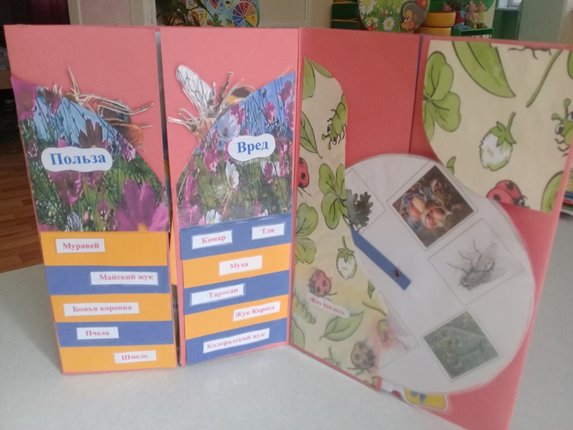 Польза
Муравей
Майский жук
Божья коровка
Пчела
Шмель
Вред
Комар
Тля
Муха
Таракан
Жук Короед
Колорадский жук